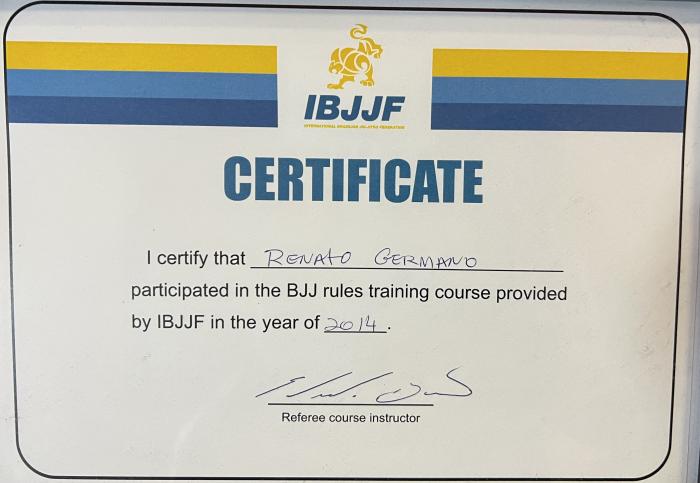 IBJJF
INTERNATIONAL BRAZILIAN JIU-JITSU FEDERATION
CERTIFICATE
I certify that RENATO GERMANO
participated in the BJJ rules training course provided
by IBJJF in the year of 2014.
Referee course instructor